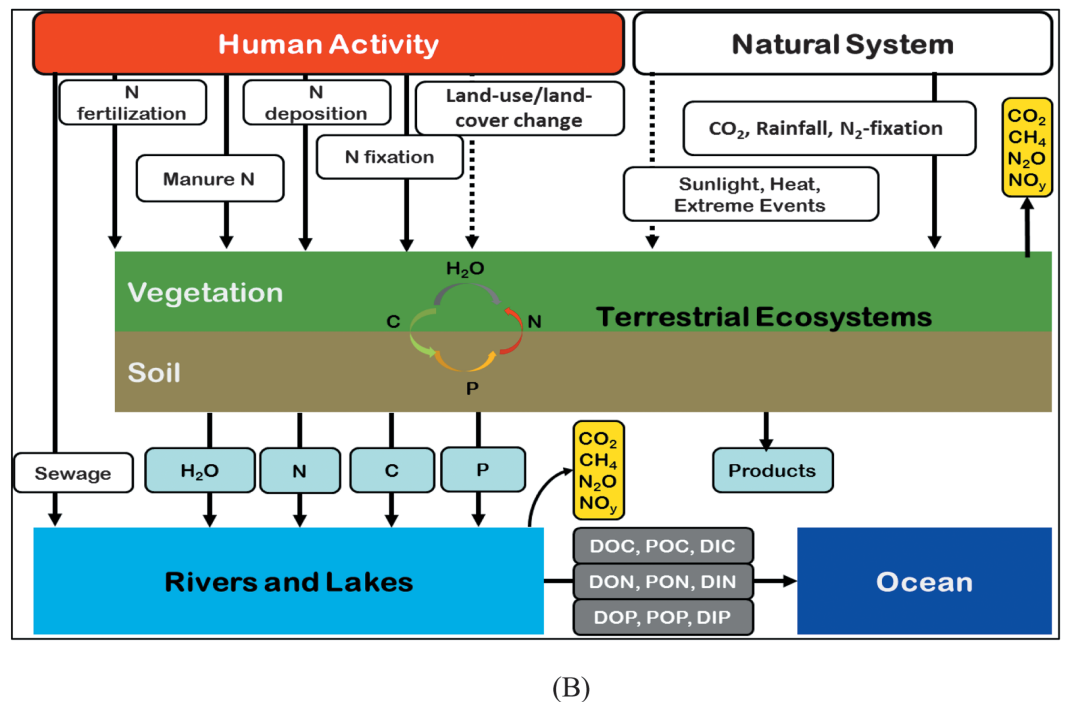 Human Activity
Natural System
N
fertilization
N
deposition
Land-use/land-
cover change
CO₂, Rainfall, N₂-fixation
CO₂
CH₄
N₂O
NOᵧ
N fixation
Manure N
Sunlight, Heat,
Extreme Events
Vegetation
H₂O
C
N
Terrestrial Ecosystems
Soil
P
Sewage
H₂O
N
C
P
CO₂
CH₄
N₂O
NOᵧ
Products
Rivers and Lakes
DOC, POC, DIC
DON, PON, DIN
DOP, POP, DIP
Ocean
(B)